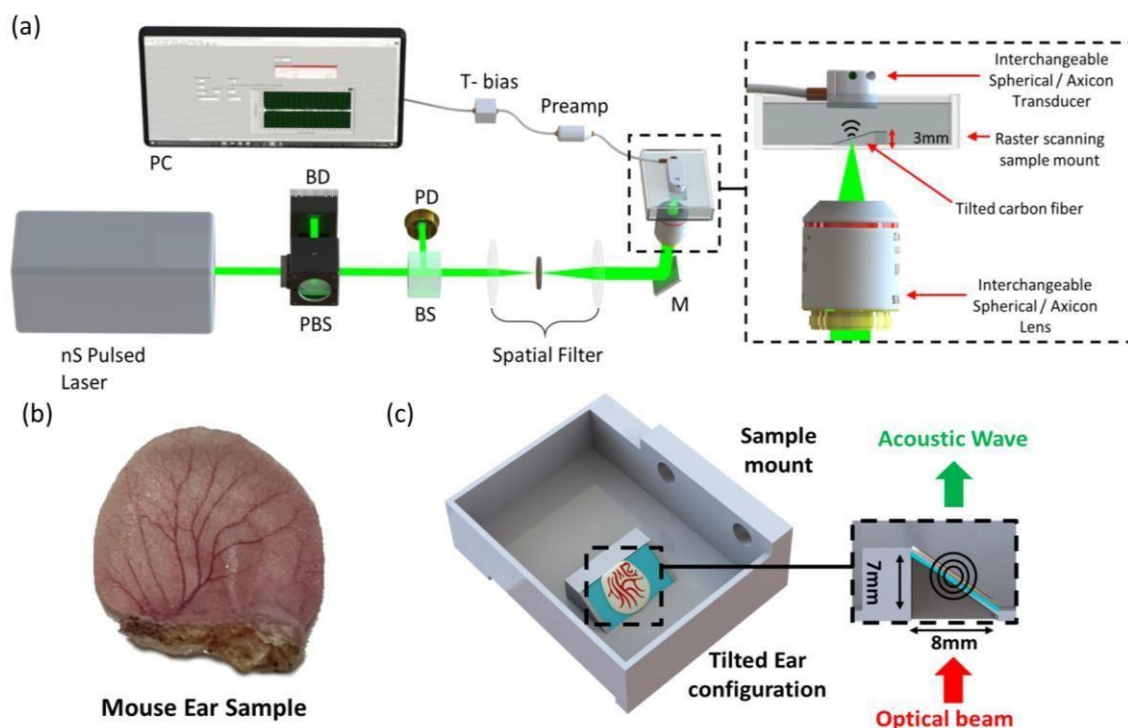 (a)
PC
T- bias
Preamp
BD
PD
PBS
BS
M
nS Pulsed
Laser
Spatial Filter
Interchangeable
Spherical / Axicon
Transducer
3mm
Raster scanning
sample mount
Tilted carbon fiber
Interchangeable
Spherical / Axicon
Lens
(b)
Mouse Ear Sample
(c)
Sample
mount
Tilted Ear
configuration
Acoustic Wave
7mm
8mm
Optical beam